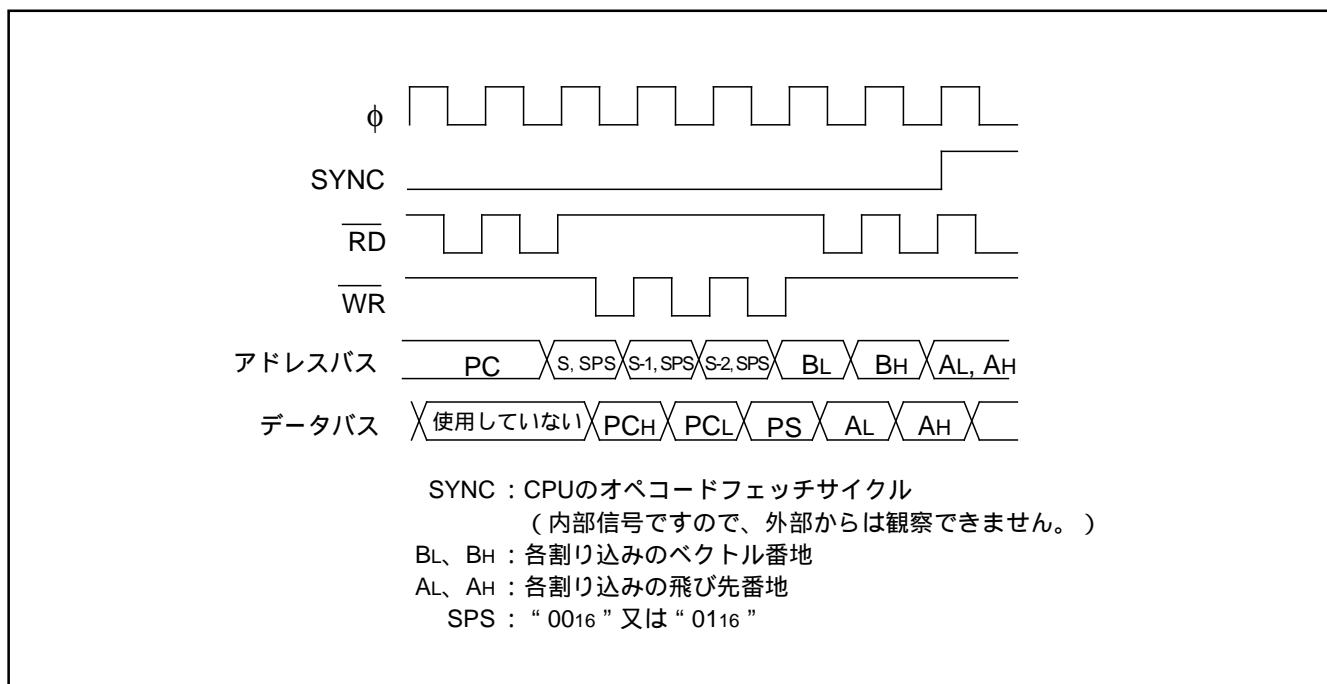 φ
SYNC
RD
WR
アドレスバス PC S, SPS S-1, SPS S-2, SPS BL BH AL, AH
データバス 使用していない PCH PCL PS AL AH
SYNC : CPUのオペコードフェッチサイクル
( 内部信号ですので、外部からは観察できません。 )
BL、BH : 各割り込みのベクトル番地
AL、AH : 各割り込みの飛び先番地
SPS : “ 0016 ” 又は “ 0116 ”